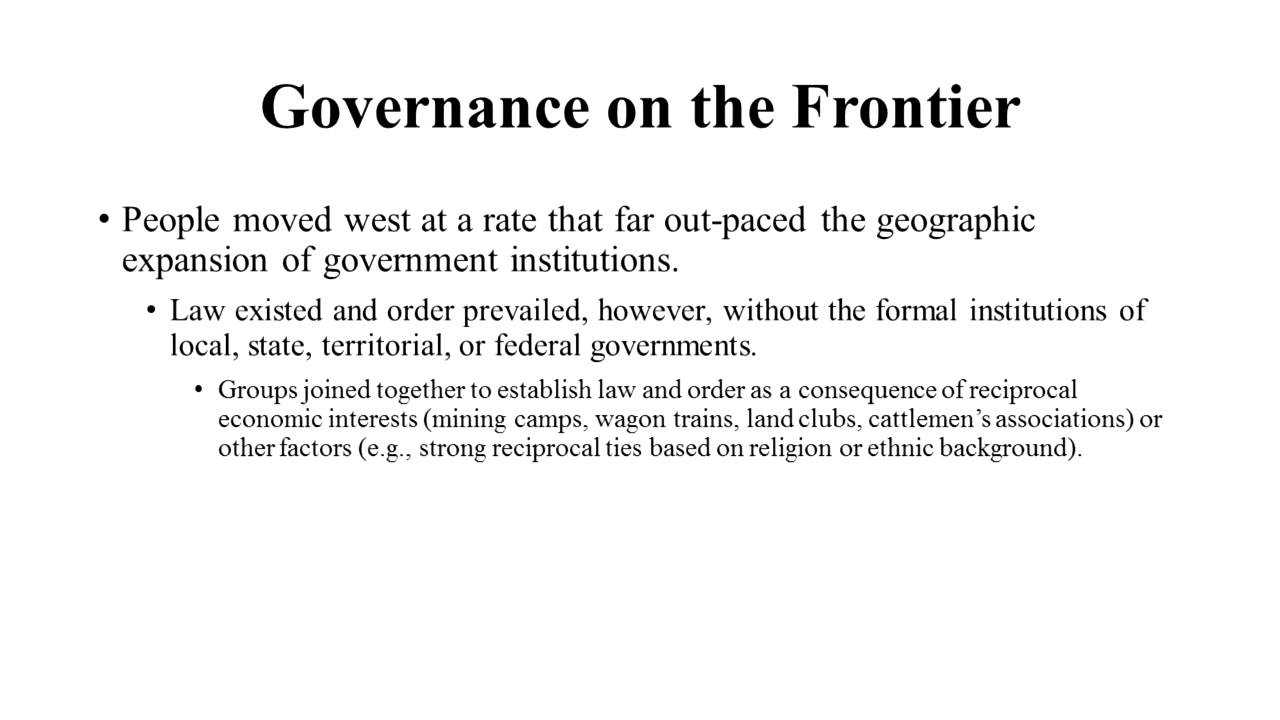 Governance on the Frontier
• People moved west at a rate that far out-paced the geographic
expansion of government institutions.
• Law existed and order prevailed, however, without the formal institutions of
local, state, territorial, or federal governments.
• Groups joined together to establish law and order as a consequence of reciprocal
economic interests (mining camps, wagon trains, land clubs, cattlemen’s associations) or
other factors (e.g., strong reciprocal ties based on religion or ethnic background).